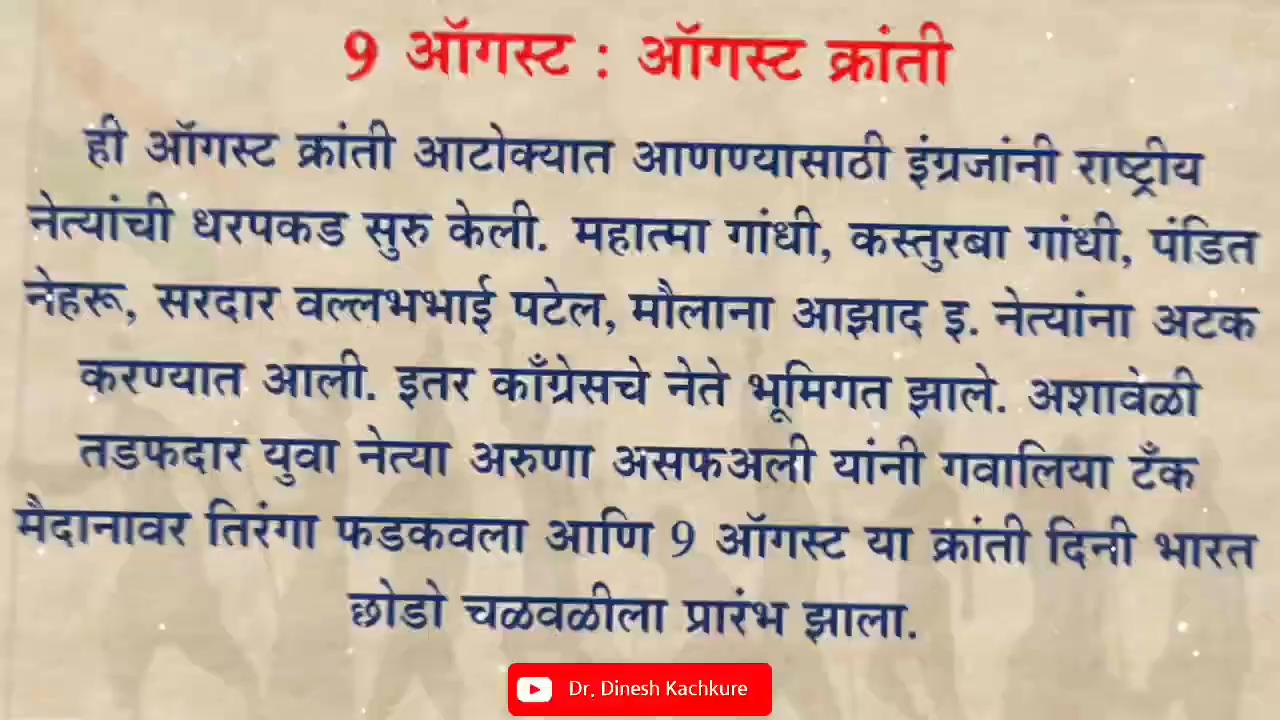 9 ऑगस्ट : ऑगस्ट क्रांती
ही ऑगस्ट क्रांती आटोक्यात आणण्यासाठी इंग्रजांनी राष्ट्रीय
नेत्यांची धरपकड सुरु केली. महात्मा गांधी, कस्तुरबा गांधी, पंडित
नेहरू, सरदार वल्लभभाई पटेल, मौलाना आझाद इ. नेत्यांना अटक
करण्यात आली. इतर काँग्रेसचे नेते भूमिगत झाले. अशावेळी
तडफदार युवा नेत्या अरुणा असफअली यांनी गवालिया टँक
मैदानावर तिरंगा फडकवला आणि 9 ऑगस्ट या क्रांती दिनी भारत
छोडो चळवळीला प्रारंभ झाला.
Dr. Dinesh Kachkure